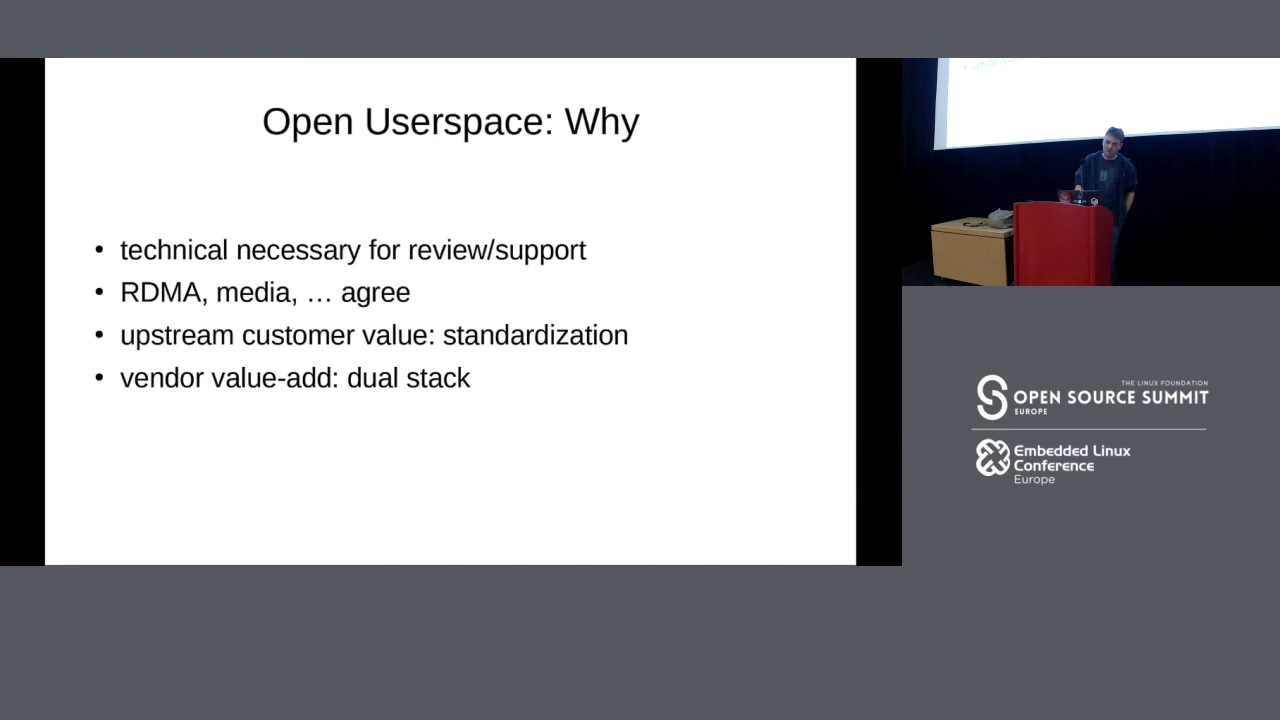 Open Userspace: Why
• technical necessary for review/support
• RDMA, media, … agree
• upstream customer value: standardization
• vendor value-add: dual stack
THE LINUX FOUNDATION
OPEN SOURCE SUMMIT
EUROPE
Embedded Linux
Conference
Europe